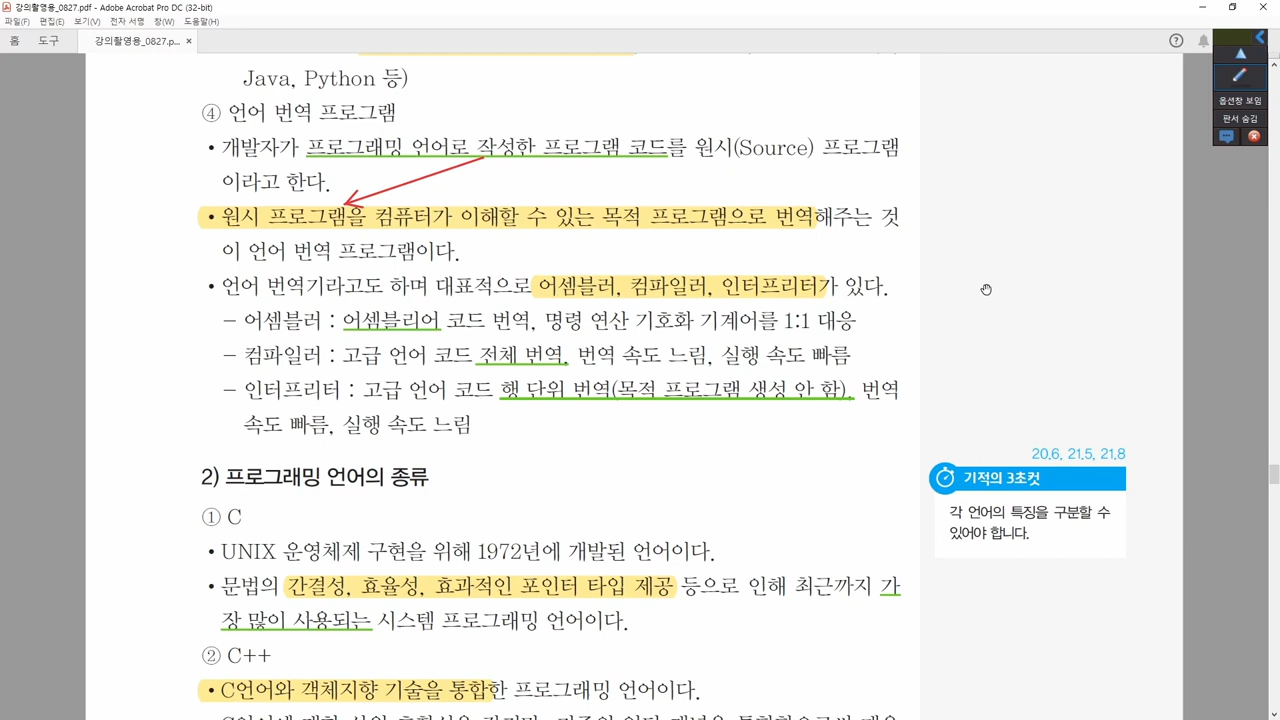 강의촬영용_0827.pdf - Adobe Acrobat Pro DC (32-bit)
파일(F) 편집(E) 보기(V) 전자 서명 창(W) 도움말(H)
홈 도구 강의촬영용_0827.p... ×
Java, Python 등)
④ 언어 번역 프로그램
• 개발자가 프로그래밍 언어로 작성한 프로그램 코드를 원시(Source) 프로그램
이라고 한다.
• 원시 프로그램을 컴퓨터가 이해할 수 있는 목적 프로그램으로 번역해주는 것
이 언어 번역 프로그램이다.
• 언어 번역기라고도 하며 대표적으로 어셈블러, 컴파일러, 인터프리터가 있다.
– 어셈블러 : 어셈블리어 코드 번역, 명령 연산 기호화 기계어를 1:1 대응
– 컴파일러 : 고급 언어 코드 전체 번역, 번역 속도 느림, 실행 속도 빠름
– 인터프리터 : 고급 언어 코드 행 단위 번역(목적 프로그램 생성 안 함), 번역
속도 빠름, 실행 속도 느림
2) 프로그래밍 언어의 종류
① C
• UNIX 운영체제 구현을 위해 1972년에 개발된 언어이다.
• 문법의 간결성, 효율성, 효과적인 포인터 타입 제공 등으로 인해 최근까지 가
장 많이 사용되는 시스템 프로그래밍 언어이다.
② C++
• C언어와 객체지향 기술을 통합한 프로그래밍 언어이다.
20.6, 21.5, 21.8
기적의 3초컷
각 언어의 특징을 구분할 수
있어야 합니다.
옵션창 보임
판서 숨김